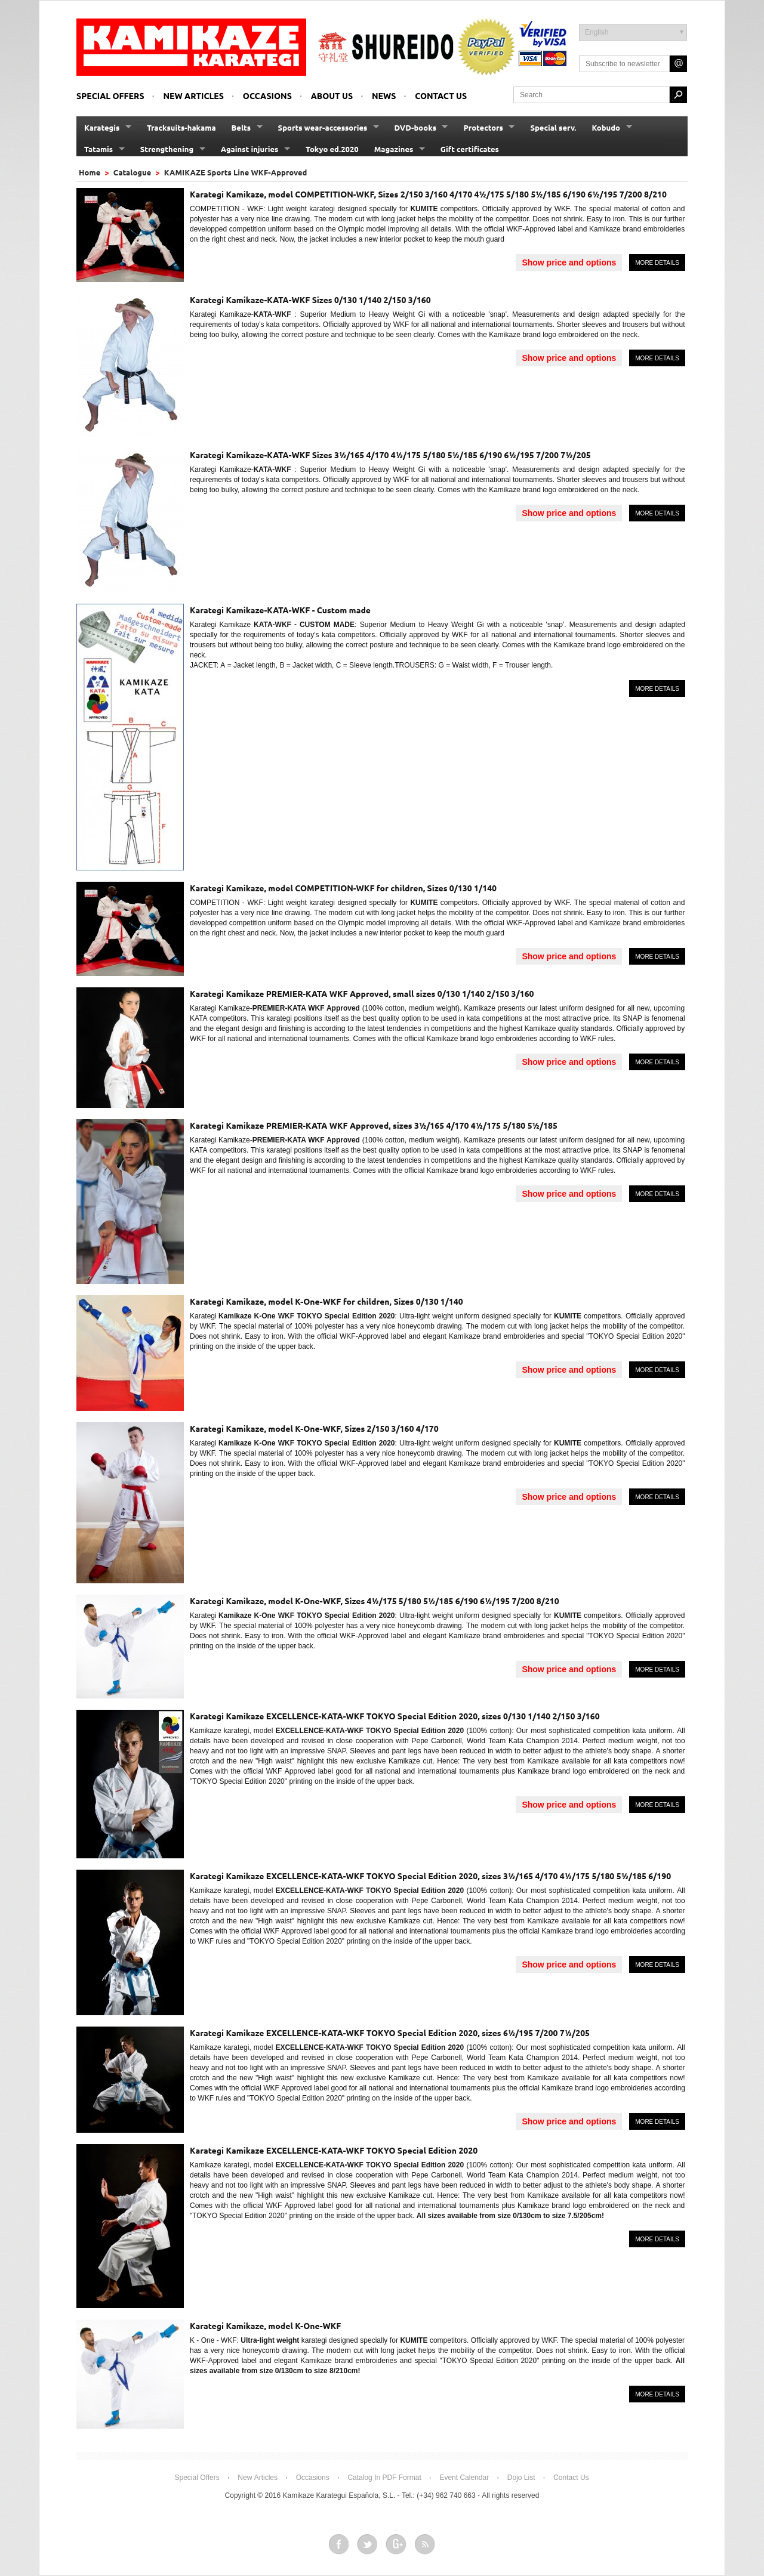 KAMIKAZE
KARATEGI
守礼堂
SHUREIDO
VERIFIED
PayPal
VERIFIED
by VISA
VISA
MasterCard
English
Subscribe to newsletter
@
SPECIAL OFFERS • NEW ARTICLES • OCCASIONS • ABOUT US • NEWS • CONTACT US
Search
Karategis Tracksuits-hakama Belts Sports wear-accessories DVD-books Protectors Special serv. Kobudo
Tatamis Strengthening Against injuries Tokyo ed.2020 Magazines Gift certificates
Home > Catalogue > KAMIKAZE Sports Line WKF-Approved
Karategi Kamikaze, model COMPETITION-WKF, Sizes 2/150 3/160 4/170 4½/175 5/180 5½/185 6/190 6½/195 7/200 8/210
COMPETITION - WKF: Light weight karategi designed specially for KUMITE competitors. Officially approved by WKF. The special material of cotton and
polyester has a very nice line drawing. The modern cut with long jacket helps the mobility of the competitor. Does not shrink. Easy to iron. This is our further
developped competition uniform based on the Olympic model improving all details. With the official WKF-Approved label and Kamikaze brand embroideries
on the right chest and neck. Now, the jacket includes a new interior pocket to keep the mouth guard
Show price and options MORE DETAILS
Karategi Kamikaze-KATA-WKF Sizes 0/130 1/140 2/150 3/160
Karategi Kamikaze-KATA-WKF : Superior Medium to Heavy Weight Gi with a noticeable 'snap'. Measurements and design adapted specially for the
requirements of today's kata competitors. Officially approved by WKF for all national and international tournaments. Shorter sleeves and trousers but without
being too bulky, allowing the correct posture and technique to be seen clearly. Comes with the Kamikaze brand logo embroidered on the neck.
Show price and options MORE DETAILS
Karategi Kamikaze-KATA-WKF Sizes 3½/165 4/170 4½/175 5/180 5½/185 6/190 6½/195 7/200 7½/205
Karategi Kamikaze-KATA-WKF : Superior Medium to Heavy Weight Gi with a noticeable 'snap'. Measurements and design adapted specially for the
requirements of today's kata competitors. Officially approved by WKF for all national and international tournaments. Shorter sleeves and trousers but without
being too bulky, allowing the correct posture and technique to be seen clearly. Comes with the Kamikaze brand logo embroidered on the neck.
Show price and options MORE DETAILS
A medida
Custom-made
Maßgeschneidert
Fatto su misura
Fait sur mesure
KAMIKAZE
神風
KATA
APPROVED
KAMIKAZE
KATA
B C
A
G
F
Karategi Kamikaze-KATA-WKF - Custom made
Karategi Kamikaze KATA-WKF - CUSTOM MADE: Superior Medium to Heavy Weight Gi with a noticeable 'snap'. Measurements and design adapted
specially for the requirements of today's kata competitors. Officially approved by WKF for all national and international tournaments. Shorter sleeves and
trousers but without being too bulky, allowing the correct posture and technique to be seen clearly. Comes with the Kamikaze brand logo embroidered on the
neck.
JACKET: A = Jacket length, B = Jacket width, C = Sleeve length.TROUSERS: G = Waist width, F = Trouser length.
MORE DETAILS
Karategi Kamikaze, model COMPETITION-WKF for children, Sizes 0/130 1/140
COMPETITION - WKF: Light weight karategi designed specially for KUMITE competitors. Officially approved by WKF. The special material of cotton and
polyester has a very nice line drawing. The modern cut with long jacket helps the mobility of the competitor. Does not shrink. Easy to iron. This is our further
developped competition uniform based on the Olympic model improving all details. With the official WKF-Approved label and Kamikaze brand embroideries
on the right chest and neck. Now, the jacket includes a new interior pocket to keep the mouth guard
Show price and options MORE DETAILS
Karategi Kamikaze PREMIER-KATA WKF Approved, small sizes 0/130 1/140 2/150 3/160
Karategi Kamikaze-PREMIER-KATA WKF Approved (100% cotton, medium weight). Kamikaze presents our latest uniform designed for all new, upcoming
KATA competitors. This karategi positions itself as the best quality option to be used in kata competitions at the most attractive price. Its SNAP is fenomenal
and the elegant design and finishing is according to the latest tendencies in competitions and the highest Kamikaze quality standards. Officially approved by
WKF for all national and international tournaments. Comes with the official Kamikaze brand logo embroideries according to WKF rules.
Show price and options MORE DETAILS
Karategi Kamikaze PREMIER-KATA WKF Approved, sizes 3½/165 4/170 4½/175 5/180 5½/185
Karategi Kamikaze-PREMIER-KATA WKF Approved (100% cotton, medium weight). Kamikaze presents our latest uniform designed for all new, upcoming
KATA competitors. This karategi positions itself as the best quality option to be used in kata competitions at the most attractive price. Its SNAP is fenomenal
and the elegant design and finishing is according to the latest tendencies in competitions and the highest Kamikaze quality standards. Officially approved by
WKF for all national and international tournaments. Comes with the official Kamikaze brand logo embroideries according to WKF rules.
Show price and options MORE DETAILS
Karategi Kamikaze, model K-One-WKF for children, Sizes 0/130 1/140
Karategi Kamikaze K-One WKF TOKYO Special Edition 2020: Ultra-light weight uniform designed specially for KUMITE competitors. Officially approved
by WKF. The special material of 100% polyester has a very nice honeycomb drawing. The modern cut with long jacket helps the mobility of the competitor.
Does not shrink. Easy to iron. With the official WKF-Approved label and elegant Kamikaze brand embroideries and special "TOKYO Special Edition 2020"
printing on the inside of the upper back.
Show price and options MORE DETAILS
Karategi Kamikaze, model K-One-WKF, Sizes 2/150 3/160 4/170
Karategi Kamikaze K-One WKF TOKYO Special Edition 2020: Ultra-light weight uniform designed specially for KUMITE competitors. Officially approved
by WKF. The special material of 100% polyester has a very nice honeycomb drawing. The modern cut with long jacket helps the mobility of the competitor.
Does not shrink. Easy to iron. With the official WKF-Approved label and elegant Kamikaze brand embroideries and special "TOKYO Special Edition 2020"
printing on the inside of the upper back.
Show price and options MORE DETAILS
Karategi Kamikaze, model K-One-WKF, Sizes 4½/175 5/180 5½/185 6/190 6½/195 7/200 8/210
Karategi Kamikaze K-One WKF TOKYO Special Edition 2020: Ultra-light weight uniform designed specially for KUMITE competitors. Officially approved
by WKF. The special material of 100% polyester has a very nice honeycomb drawing. The modern cut with long jacket helps the mobility of the competitor.
Does not shrink. Easy to iron. With the official WKF-Approved label and elegant Kamikaze brand embroideries and special "TOKYO Special Edition 2020"
printing on the inside of the upper back.
Show price and options MORE DETAILS
Karategi Kamikaze EXCELLENCE-KATA-WKF TOKYO Special Edition 2020, sizes 0/130 1/140 2/150 3/160
Kamikaze karategi, model EXCELLENCE-KATA-WKF TOKYO Special Edition 2020 (100% cotton): Our most sophisticated competition kata uniform. All
details have been developed and revised in close cooperation with Pepe Carbonell, World Team Kata Champion 2014. Perfect medium weight, not too
heavy and not too light with an impressive SNAP. Sleeves and pant legs have been reduced in width to better adjust to the athlete's body shape. A shorter
crotch and the new "High waist" highlight this new exclusive Kamikaze cut. Hence: The very best from Kamikaze available for all kata competitors now!
Comes with the official WKF Approved label good for all national and international tournaments plus Kamikaze brand logo embroidered on the neck and
"TOKYO Special Edition 2020" printing on the inside of the upper back.
Show price and options MORE DETAILS
Karategi Kamikaze EXCELLENCE-KATA-WKF TOKYO Special Edition 2020, sizes 3½/165 4/170 4½/175 5/180 5½/185 6/190
Kamikaze karategi, model EXCELLENCE-KATA-WKF TOKYO Special Edition 2020 (100% cotton): Our most sophisticated competition kata uniform. All
details have been developed and revised in close cooperation with Pepe Carbonell, World Team Kata Champion 2014. Perfect medium weight, not too
heavy and not too light with an impressive SNAP. Sleeves and pant legs have been reduced in width to better adjust to the athlete's body shape. A shorter
crotch and the new "High waist" highlight this new exclusive Kamikaze cut. Hence: The very best from Kamikaze available for all kata competitors now!
Comes with the official WKF Approved label good for all national and international tournaments plus the official Kamikaze brand logo embroideries according
to WKF rules and "TOKYO Special Edition 2020" printing on the inside of the upper back.
Show price and options MORE DETAILS
Karategi Kamikaze EXCELLENCE-KATA-WKF TOKYO Special Edition 2020, sizes 6½/195 7/200 7½/205
Kamikaze karategi, model EXCELLENCE-KATA-WKF TOKYO Special Edition 2020 (100% cotton): Our most sophisticated competition kata uniform. All
details have been developed and revised in close cooperation with Pepe Carbonell, World Team Kata Champion 2014. Perfect medium weight, not too
heavy and not too light with an impressive SNAP. Sleeves and pant legs have been reduced in width to better adjust to the athlete's body shape. A shorter
crotch and the new "High waist" highlight this new exclusive Kamikaze cut. Hence: The very best from Kamikaze available for all kata competitors now!
Comes with the official WKF Approved label good for all national and international tournaments plus the official Kamikaze brand logo embroideries according
to WKF rules and "TOKYO Special Edition 2020" printing on the inside of the upper back.
Show price and options MORE DETAILS
Karategi Kamikaze EXCELLENCE-KATA-WKF TOKYO Special Edition 2020
Kamikaze karategi, model EXCELLENCE-KATA-WKF TOKYO Special Edition 2020 (100% cotton): Our most sophisticated competition kata uniform. All
details have been developed and revised in close cooperation with Pepe Carbonell, World Team Kata Champion 2014. Perfect medium weight, not too
heavy and not too light with an impressive SNAP. Sleeves and pant legs have been reduced in width to better adjust to the athlete's body shape. A shorter
crotch and the new "High waist" highlight this new exclusive Kamikaze cut. Hence: The very best from Kamikaze available for all kata competitors now!
Comes with the official WKF Approved label good for all national and international tournaments plus Kamikaze brand logo embroidered on the neck and
"TOKYO Special Edition 2020" printing on the inside of the upper back. All sizes available from size 0/130cm to size 7.5/205cm!
MORE DETAILS
Karategi Kamikaze, model K-One-WKF
K - One - WKF: Ultra-light weight karategi designed specially for KUMITE competitors. Officially approved by WKF. The special material of 100% polyester
has a very nice honeycomb drawing. The modern cut with long jacket helps the mobility of the competitor. Does not shrink. Easy to iron. With the official
WKF-Approved label and elegant Kamikaze brand embroideries and special "TOKYO Special Edition 2020" printing on the inside of the upper back. All
sizes available from size 0/130cm to size 8/210cm!
MORE DETAILS
Special Offers • New Articles • Occasions • Catalog In PDF Format • Event Calendar • Dojo List • Contact Us
Copyright © 2016 Kamikaze Karategui Española, S.L. - Tel.: (+34) 962 740 663 - All rights reserved